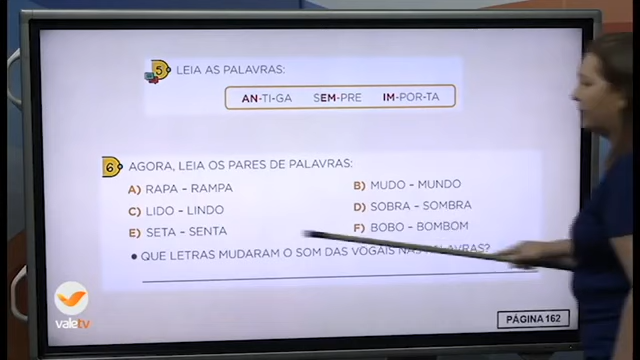 5 LEIA AS PALAVRAS:
AN-TI-GA SEM-PRE IM-POR-TA
6 AGORA, LEIA OS PARES DE PALAVRAS:
A) RAPA – RAMPA B) MUDO – MUNDO
C) LIDO – LINDO D) SOBRA – SOMBRA
E) SETA – SENTA F) BOBO – BOMBOM
• QUE LETRAS MUDARAM O SOM DAS VOGAIS NAS PALAVRAS?
valetv
PÁGINA 162